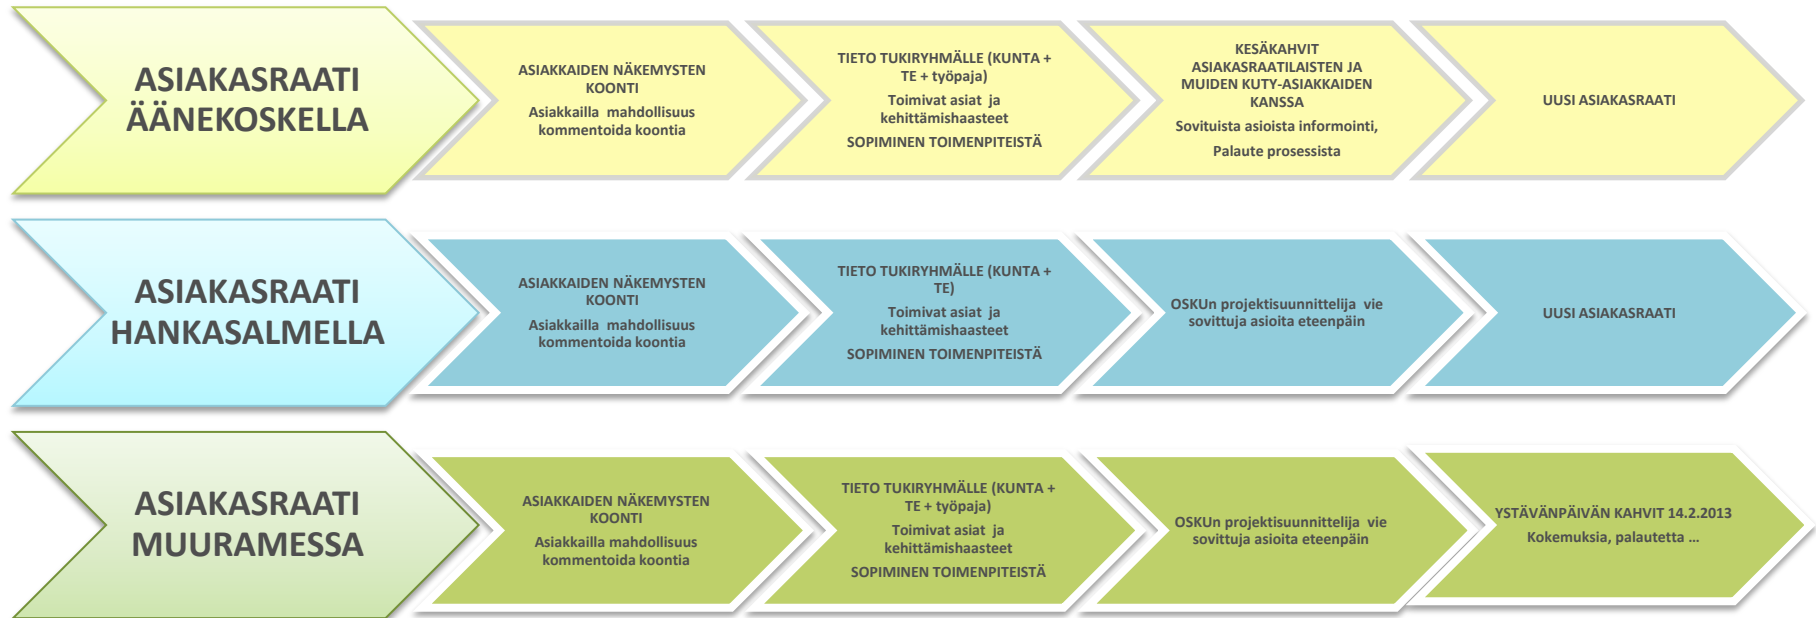 ASIAKASRAATI
ÄÄNEKOSKELLA
ASIAKKAIDEN NÄKEMYSTEN
KOONTI
Asiakkailla mahdollisuus
kommentoida koontia
TIETO TUKIRYHMÄLLE (KUNTA +
TE + työpaja)
Toimivat asiat ja
kehittämishaasteet
SOPIMINEN TOIMENPITEISTÄ
KESÄKAHVIT
ASIAKASRAATILAISTEN JA
MUIDEN KUTY-ASIAKKAIDEN
KANSSA
Sovituista asioista informointi,
Palaute prosessista
UUSI ASIAKASRAATI
ASIAKASRAATI
HANKASALMELLA
ASIAKKAIDEN NÄKEMYSTEN
KOONTI
Asiakkailla mahdollisuus
kommentoida koontia
TIETO TUKIRYHMÄLLE (KUNTA +
TE)
Toimivat asiat ja
kehittämishaasteet
SOPIMINEN TOIMENPITEISTÄ
OSKUn projektisuunnittelija vie
sovittuja asioita eteenpäin
UUSI ASIAKASRAATI
ASIAKASRAATI
MUURAMESSA
ASIAKKAIDEN NÄKEMYSTEN
KOONTI
Asiakkailla mahdollisuus
kommentoida koontia
TIETO TUKIRYHMÄLLE (KUNTA +
TE + työpaja)
Toimivat asiat ja
kehittämishaasteet
SOPIMINEN TOIMENPITEISTÄ
OSKUn projektisuunnittelija vie
sovittuja asioita eteenpäin
YSTÄVÄNPÄIVÄN KAHVIT 14.2.2013
Kokemuksia, palautetta …